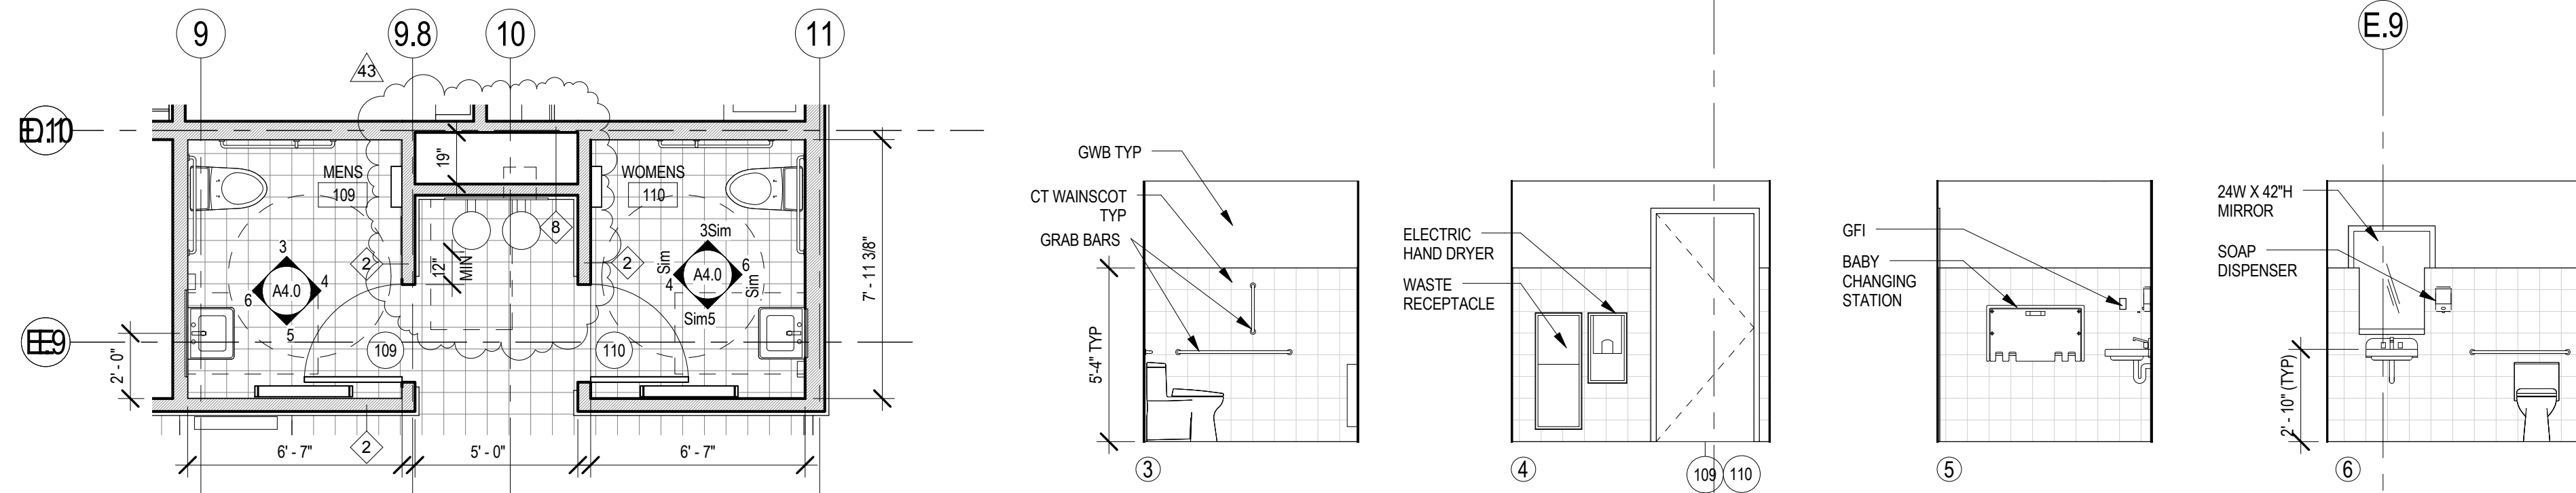 9
9.8
10
11
43
E.9
19"
MENS
109
WOMENS
110
8
12"
MIN
2
2
3
4
5
6
A4.0
3Sim
6
Sim
Sim
4
A4.0
Sim5
7' - 11 3/8"
2' - 0"
109
110
2
6' - 7"
5' - 0"
6' - 7"
GWB TYP
CT WAINSCOT
TYP
GRAB BARS
5'-4" TYP
3
ELECTRIC
HAND DRYER
WASTE
RECEPTACLE
4
109
110
GFI
BABY
CHANGING
STATION
5
E.9
24W X 42"H
MIRROR
SOAP
DISPENSER
2' - 10" (TYP)
6